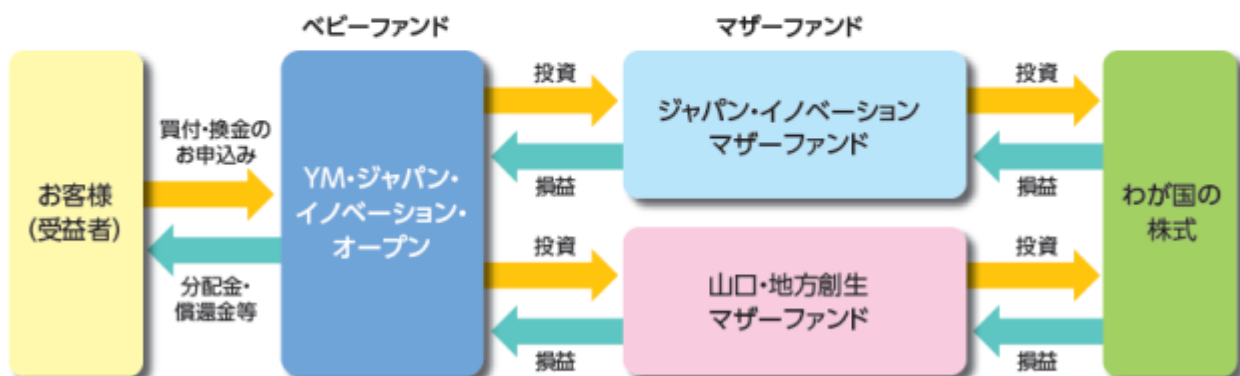 ベビーファンド
マザーファンド
お客様
(受益者)
買付・換金の
お申込み
分配金・
償還金等
YM・ジャパン・
イノベーション・
オープン
投資
損益
投資
損益
ジャパン・イノベーション
マザーファンド
山口・地方創生
マザーファンド
投資
損益
投資
損益
わが国の
株式